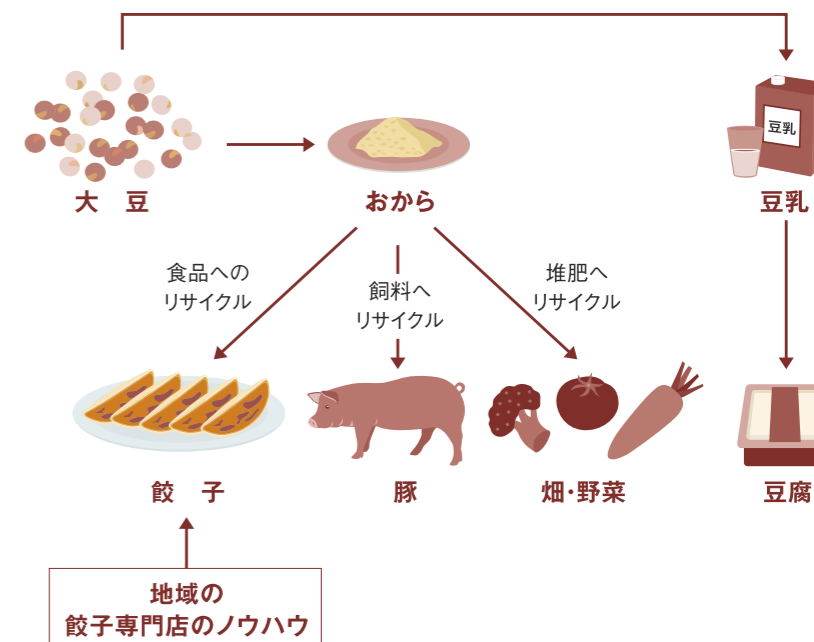 豆乳
大 豆
おから
豆乳
食品への
リサイクル
飼料へ
リサイクル
堆肥へ
リサイクル
餃 子
豚
畑・野菜
豆腐
地域の
餃子専門店のノウハウ